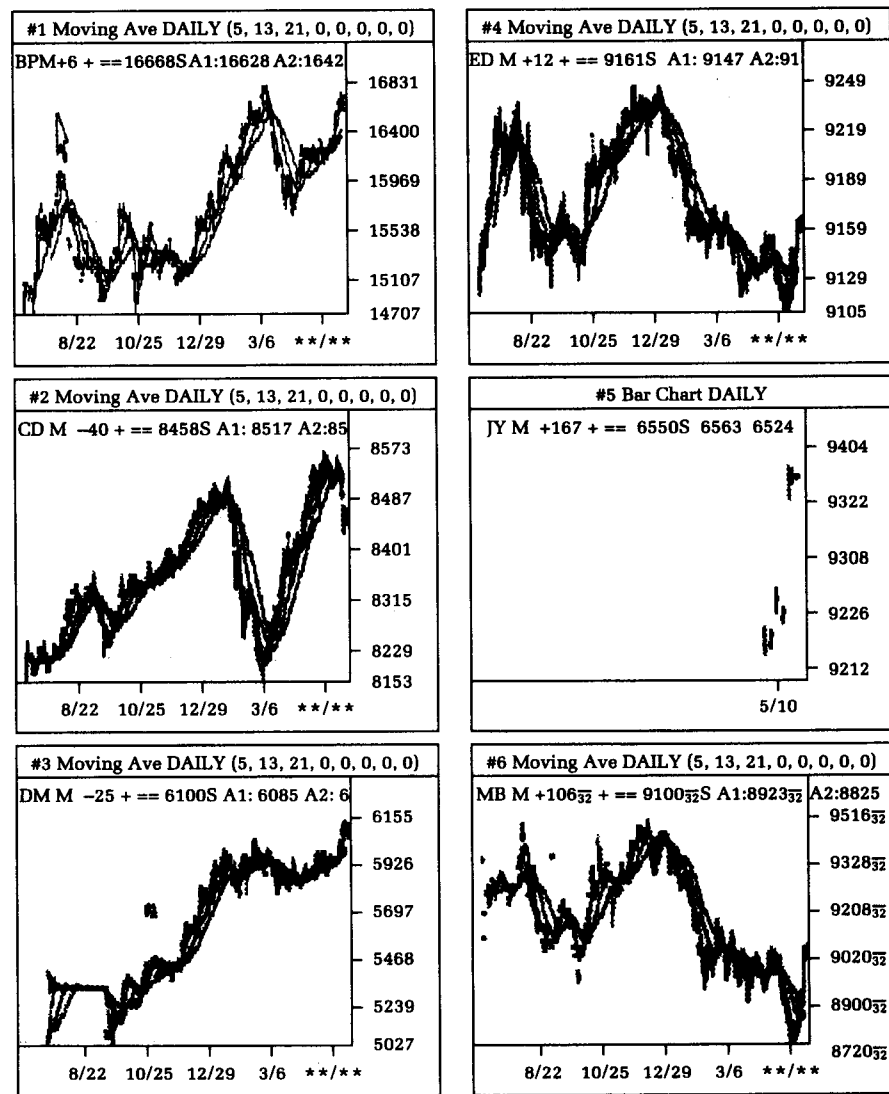 #1 Moving Ave DAILY (5, 13, 21, 0, 0, 0, 0, 0)
BPM+6 + == 16668S A1:16628 A2:1642
16831
16400
15969
15538
15107
14707
8/22 10/25 12/29 3/6 **/**
#2 Moving Ave DAILY (5, 13, 21, 0, 0, 0, 0, 0)
CD M −40 + == 8458S A1: 8517 A2:85
8573
8487
8401
8315
8229
8153
8/22 10/25 12/29 3/6 **/**
#3 Moving Ave DAILY (5, 13, 21, 0, 0, 0, 0, 0)
DM M −25 + == 6100S A1: 6085 A2: 6
6155
5926
5697
5468
5239
5027
8/22 10/25 12/29 3/6 **/**
#4 Moving Ave DAILY (5, 13, 21, 0, 0, 0, 0, 0)
ED M +12 + == 9161S A1: 9147 A2:91
9249
9219
9189
9159
9129
9105
8/22 10/25 12/29 3/6 **/**
#5 Bar Chart DAILY
JY M +167 + == 6550S 6563 6524
9404
9322
9308
9226
9212
5/10
#6 Moving Ave DAILY (5, 13, 21, 0, 0, 0, 0, 0)
MB M +106/32 + == 9100/32S A1:8923/32 A2:8825
9516/32
9328/32
9208/32
9020/32
8900/32
8720/32
8/22 10/25 12/29 3/6 **/**